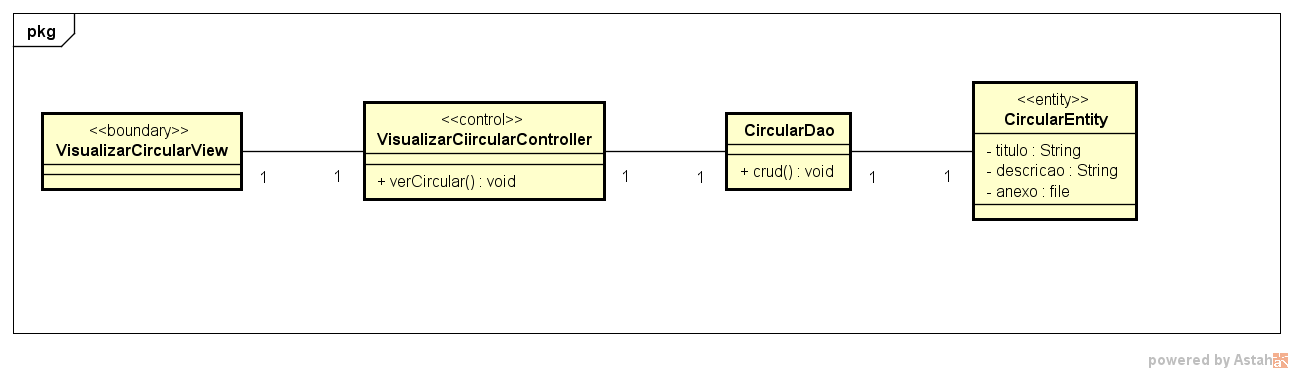 pkg
<<boundary>>
VisualizarCircularView
1
1
<<control>>
VisualizarCiircularController
+ verCircular() : void
1
1
CircularDao
+ crud() : void
1
1
<<entity>>
CircularEntity
- titulo : String
- descricao : String
- anexo : file
powered by Astah